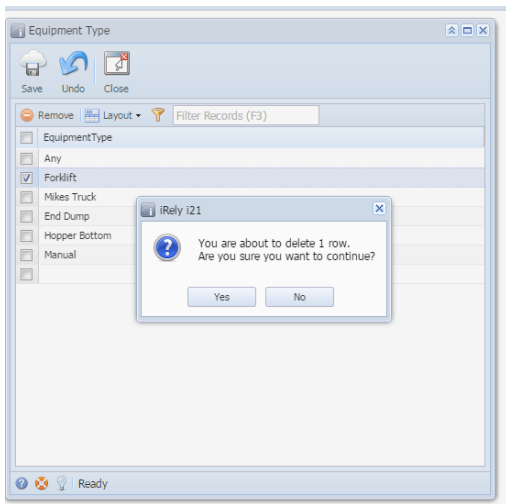 Equipment Type
Save Undo Close
Remove Layout Filter Records (F3)
EquipmentType
Any
Forklift
Mikes Truck
End Dump
Hopper Bottom
Manual
iRely i21
You are about to delete 1 row.
Are you sure you want to continue?
Yes No
Ready